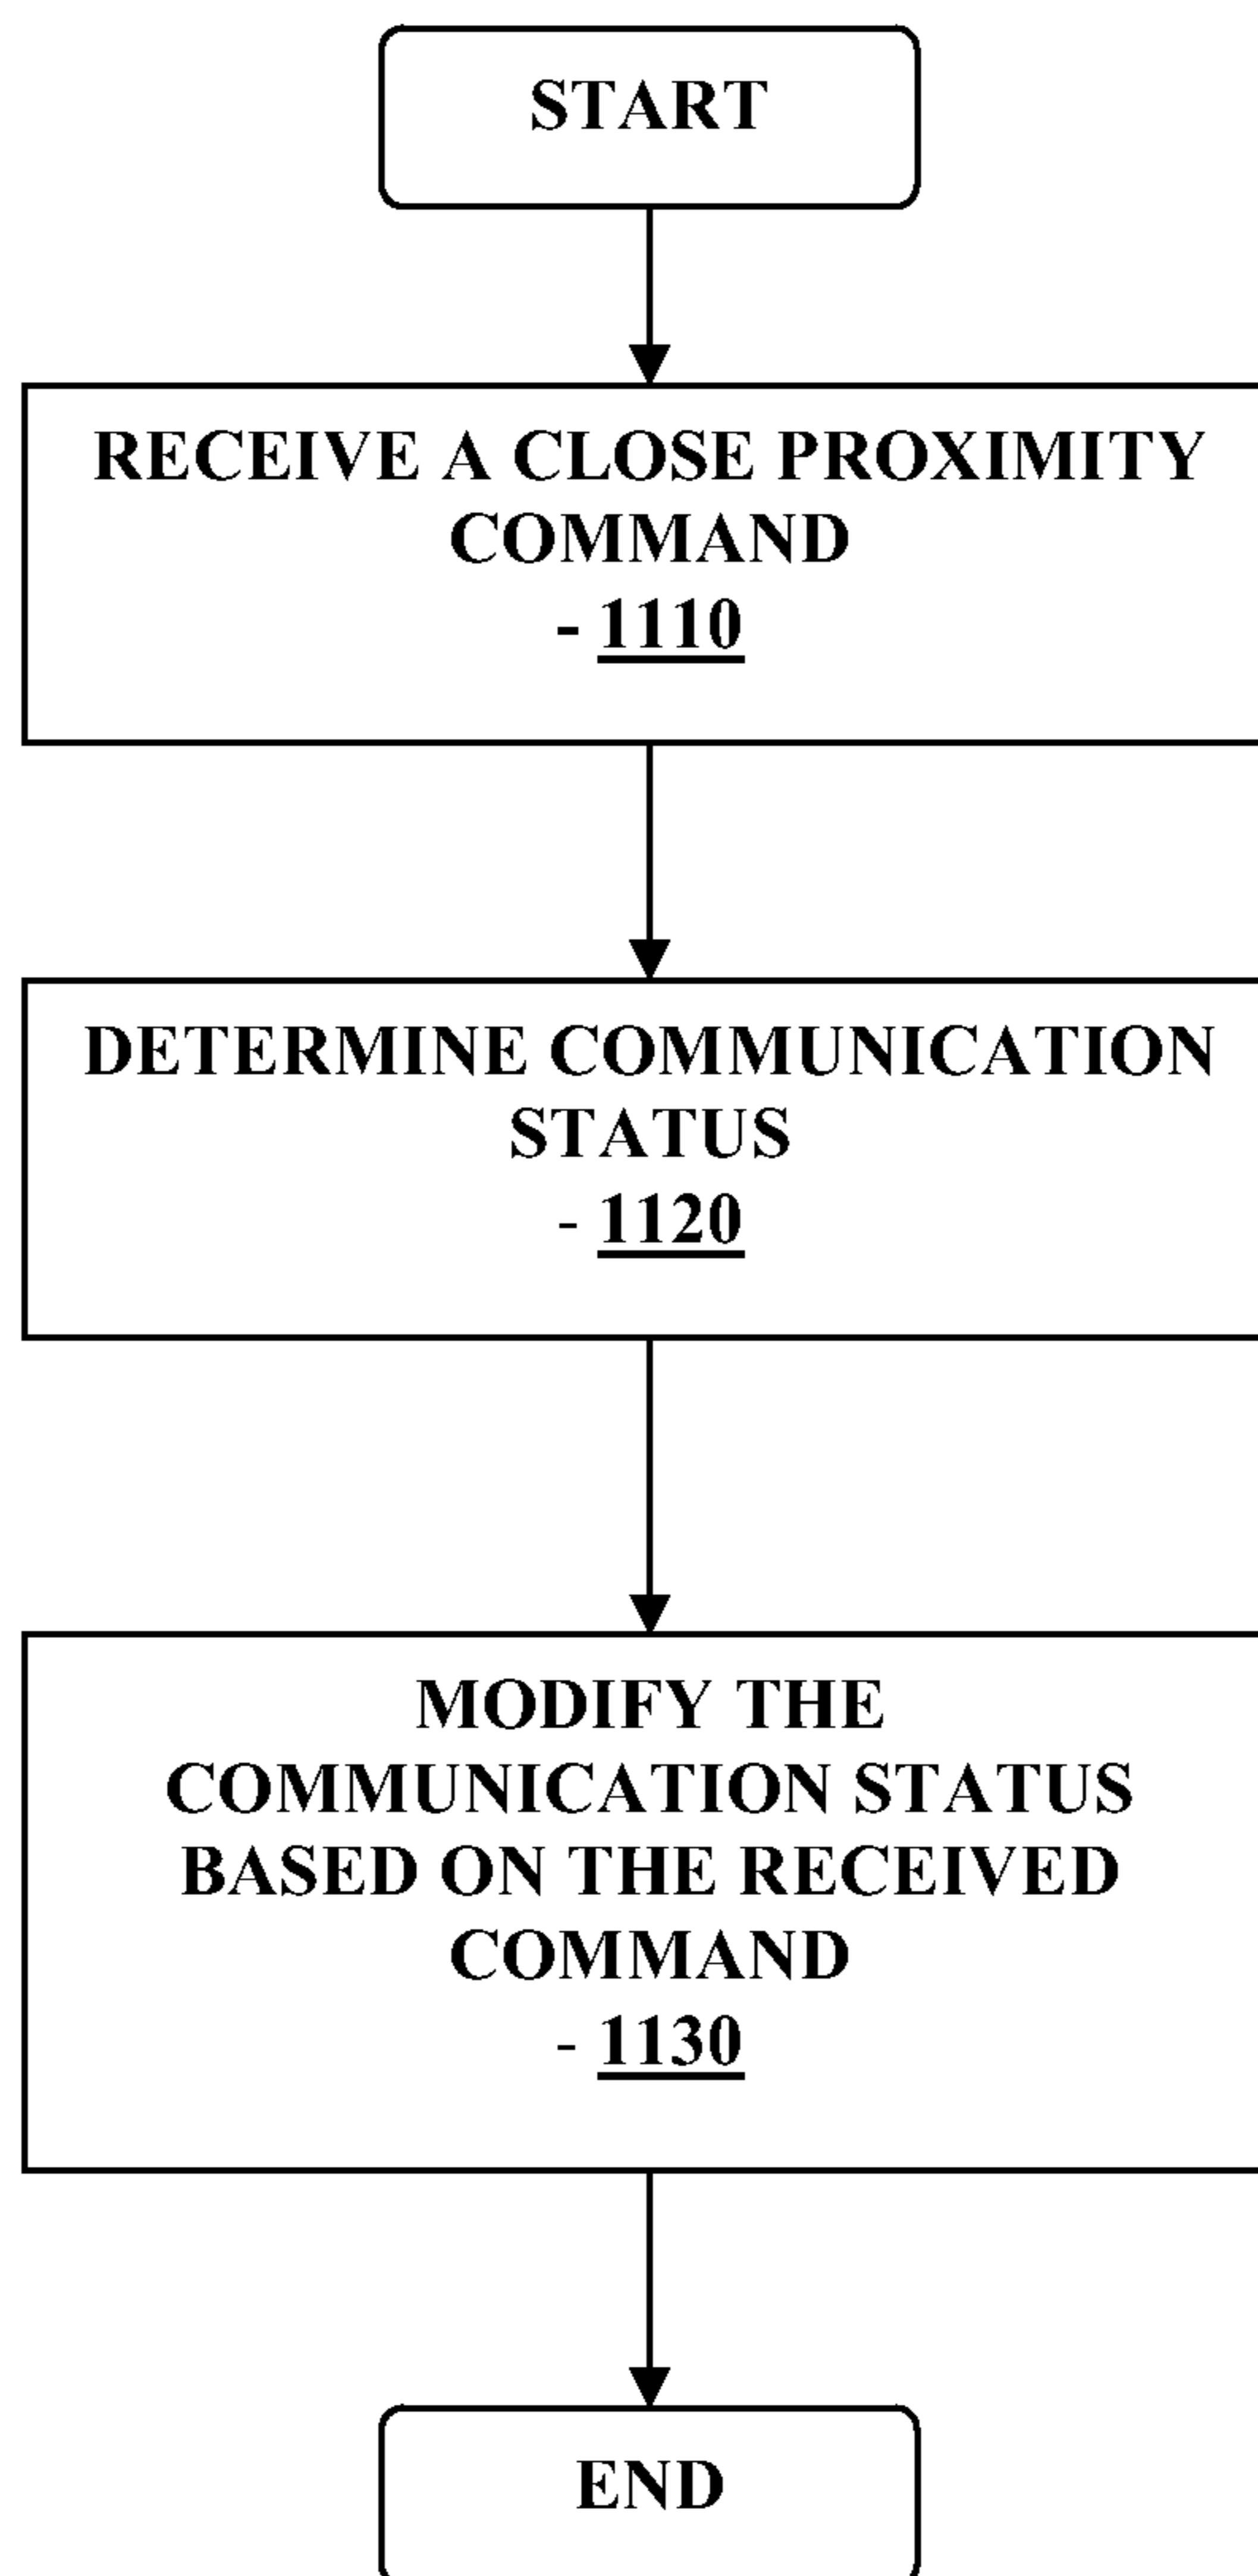 START
RECEIVE A CLOSE PROXIMITY
COMMAND
- 1110
DETERMINE COMMUNICATION
STATUS
- 1120
MODIFY THE
COMMUNICATION STATUS
BASED ON THE RECEIVED
COMMAND
- 1130
END